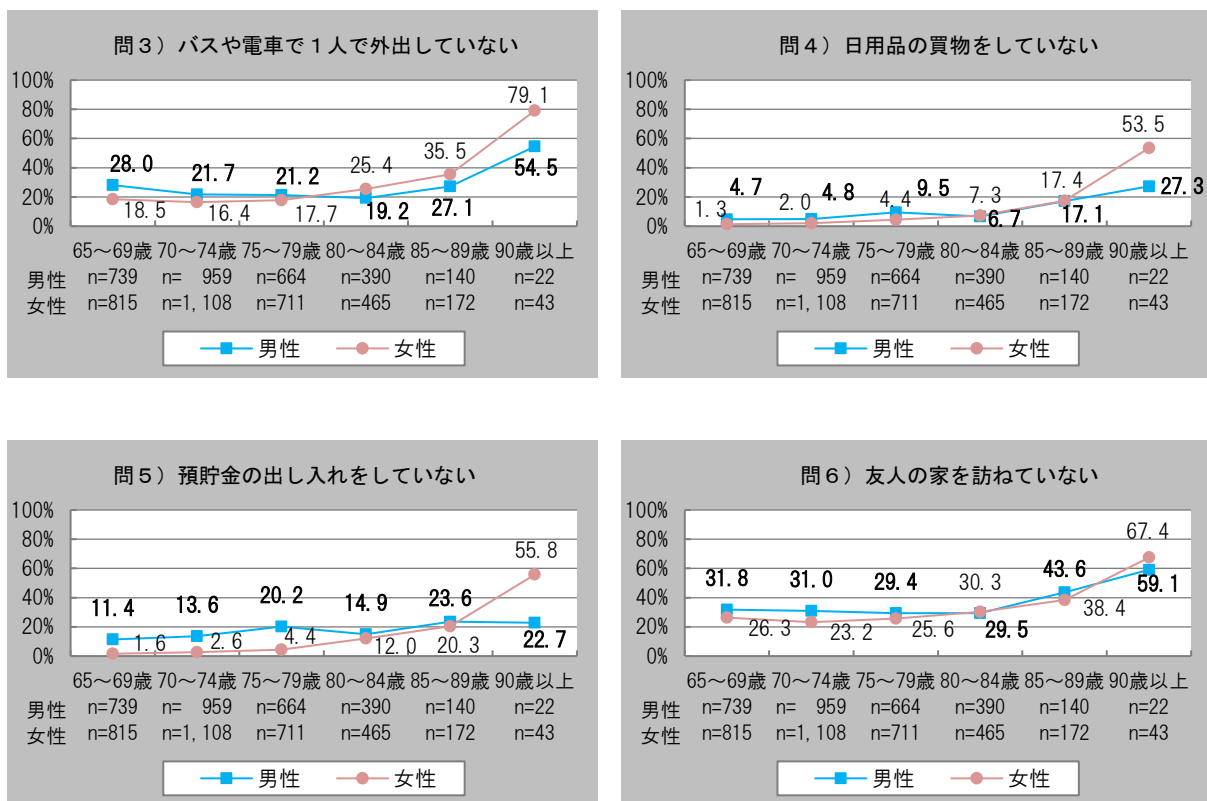 問３）バスや電車で１人で外出していない
100%
80%
60%
40%
20%
0%
28.0 21.7 21.2 19.2 27.1 54.5
18.5 16.4 17.7 25.4 35.5 79.1
65～69歳 70～74歳 75～79歳 80～84歳 85～89歳 90歳以上
男性 n=739 n= 959 n=664 n=390 n=140 n=22
女性 n=815 n=1,108 n=711 n=465 n=172 n=43
男性 女性
問４）日用品の買物をしていない
100%
80%
60%
40%
20%
0%
4.7 4.8 9.5 6.7 17.1 27.3
1.3 2.0 4.4 7.3 17.4 53.5
65～69歳 70～74歳 75～79歳 80～84歳 85～89歳 90歳以上
男性 n=739 n= 959 n=664 n=390 n=140 n=22
女性 n=815 n=1,108 n=711 n=465 n=172 n=43
男性 女性
問５）預貯金の出し入れをしていない
100%
80%
60%
40%
20%
0%
11.4 13.6 20.2 14.9 23.6 22.7
1.6 2.6 4.4 12.0 20.3 55.8
65～69歳 70～74歳 75～79歳 80～84歳 85～89歳 90歳以上
男性 n=739 n= 959 n=664 n=390 n=140 n=22
女性 n=815 n=1,108 n=711 n=465 n=172 n=43
男性 女性
問６）友人の家を訪ねていない
100%
80%
60%
40%
20%
0%
31.8 31.0 29.4 29.5 43.6 59.1
26.3 23.2 25.6 30.3 38.4 67.4
65～69歳 70～74歳 75～79歳 80～84歳 85～89歳 90歳以上
男性 n=739 n= 959 n=664 n=390 n=140 n=22
女性 n=815 n=1,108 n=711 n=465 n=172 n=43
男性 女性